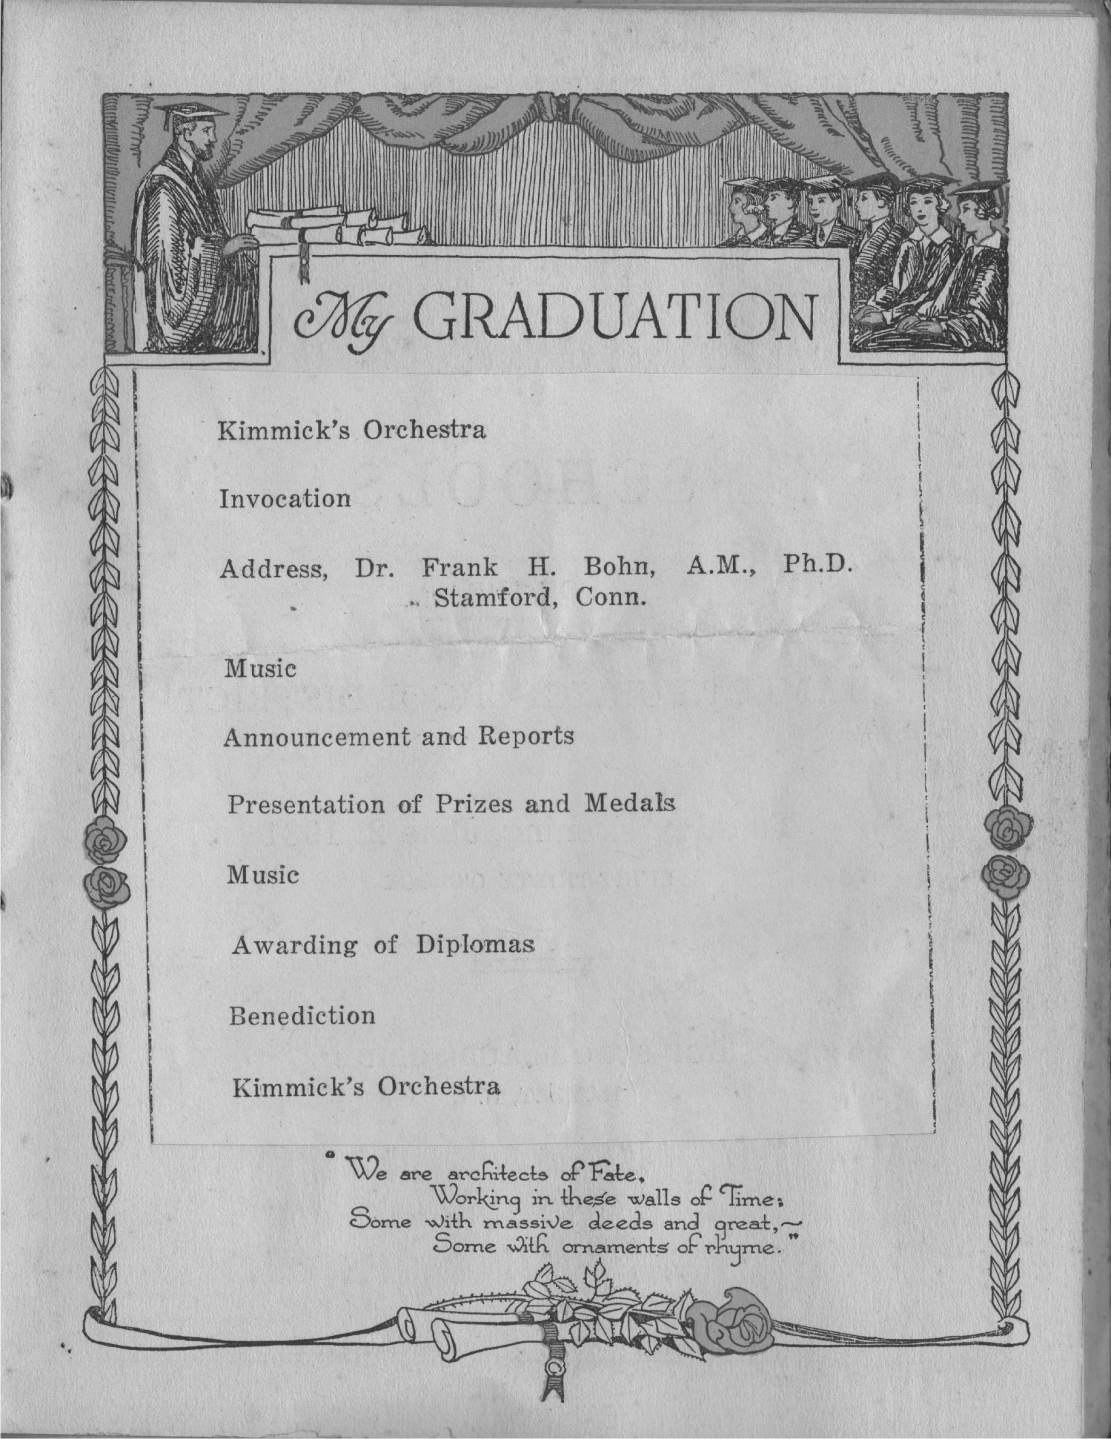 My GRADUATION
Kimmick's Orchestra
Invocation
Address, Dr. Frank H. Bohn, A.M., Ph.D.
Stamford, Conn.
Music
Announcement and Reports
Presentation of Prizes and Medals
Music
Awarding of Diplomas
Benediction
Kimmick's Orchestra
"We are architects of Fate,
Working in these walls of Time;
Some with massive deeds and great,~
Some with ornaments of rhyme."